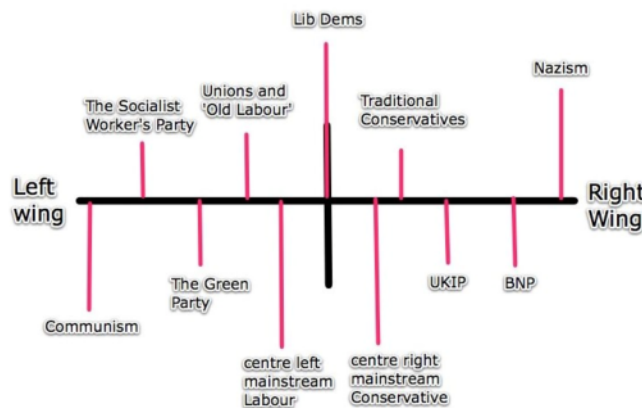 Lib Dems
Nazism
Unions and
'Old Labour'
Traditional
Conservatives
The Socialist
Worker's Party
Left
wing
Right
Wing
The Green
Party
UKIP
BNP
Communism
centre left
mainstream
Labour
centre right
mainstream
Conservative